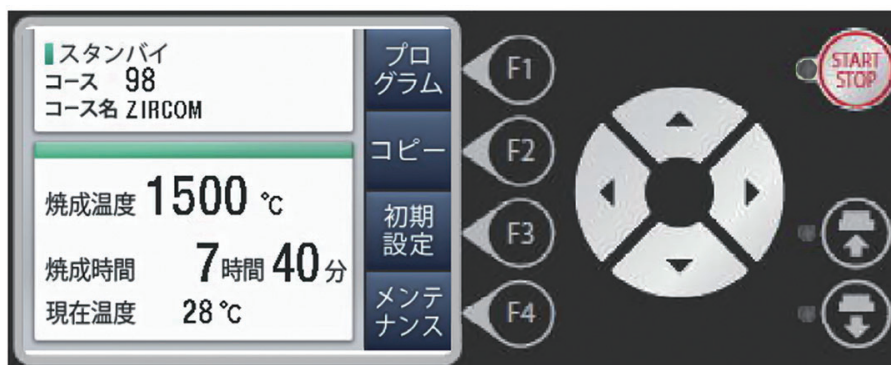 スタンバイ
コース 98
コース名 ZIRCOM
焼成温度 1500 ℃
焼成時間 7時間40分
現在温度 28℃
プロ
グラム
コピー
初期
設定
メンテ
ナンス
F1
F2
F3
F4
START
STOP